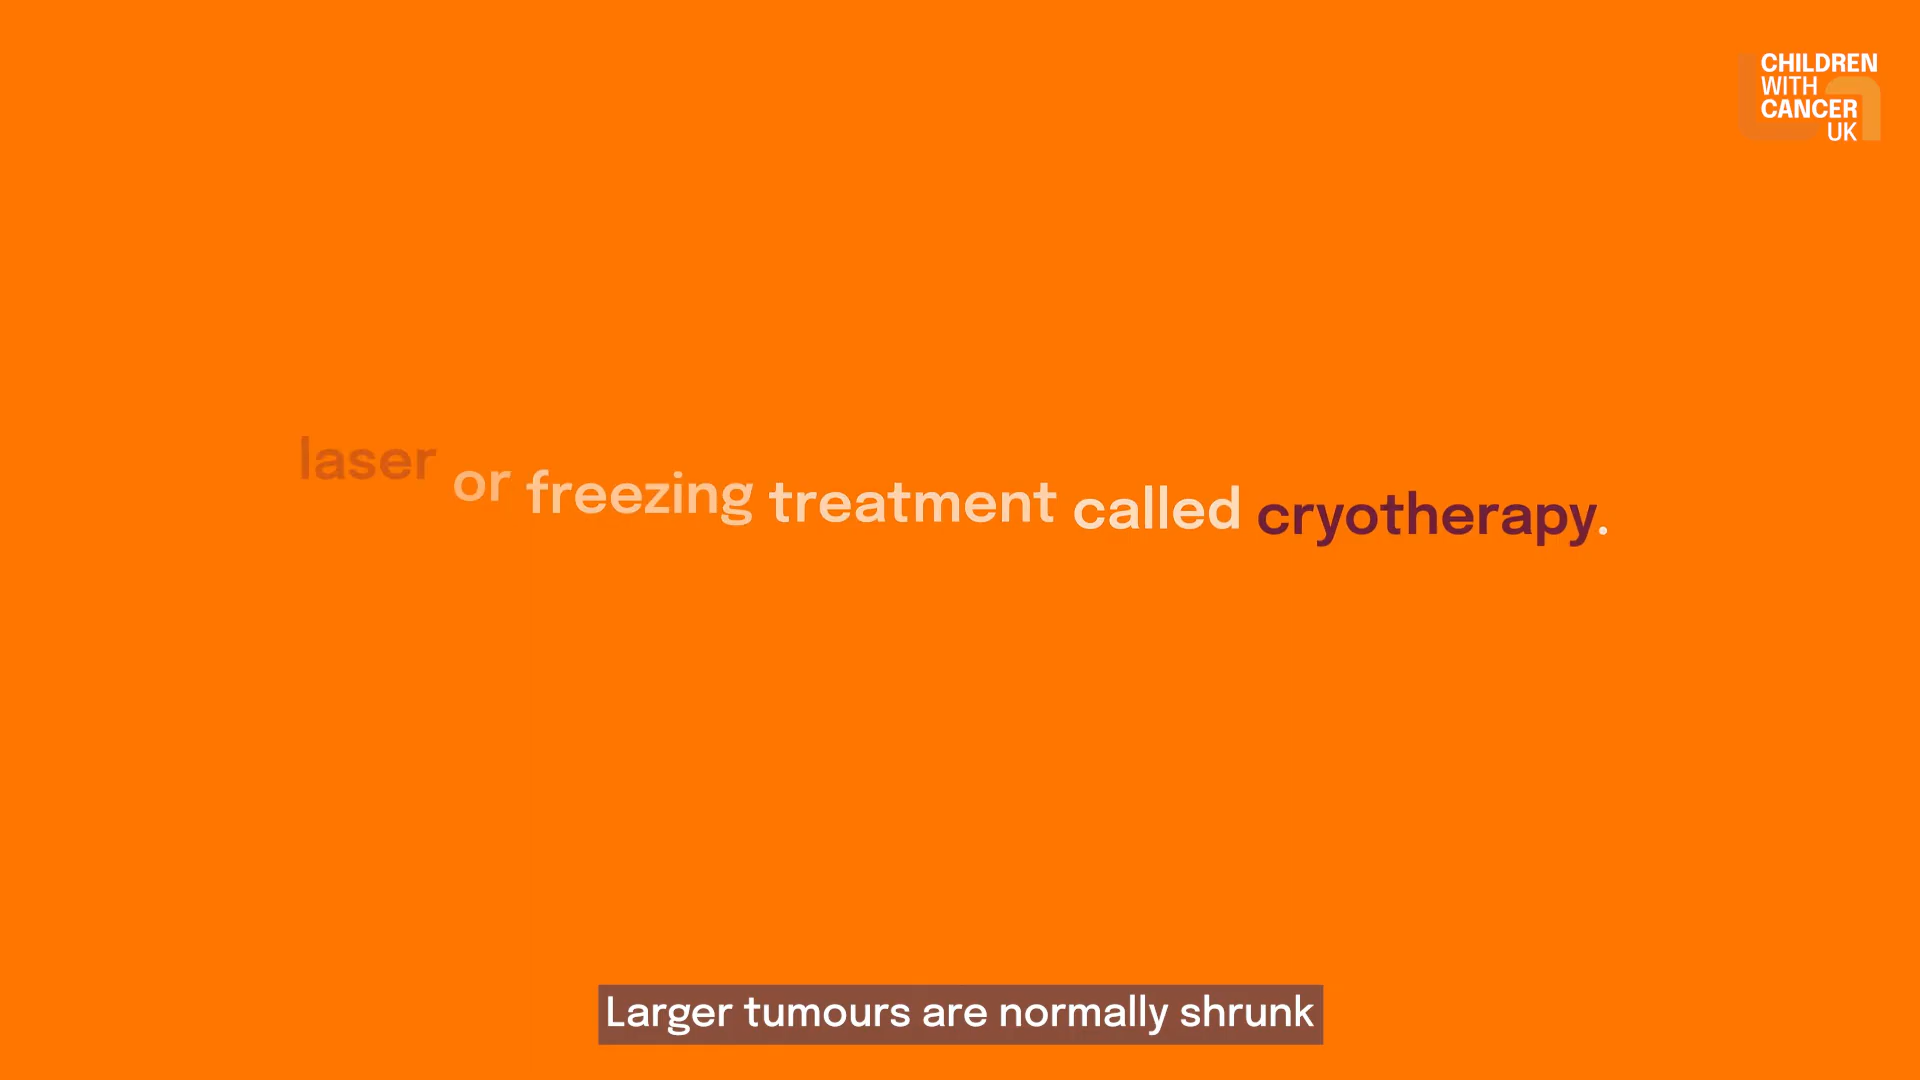 CHILDREN
WITH
CANCER
UK
laser or freezing treatment called cryotherapy.
Larger tumours are normally shrunk